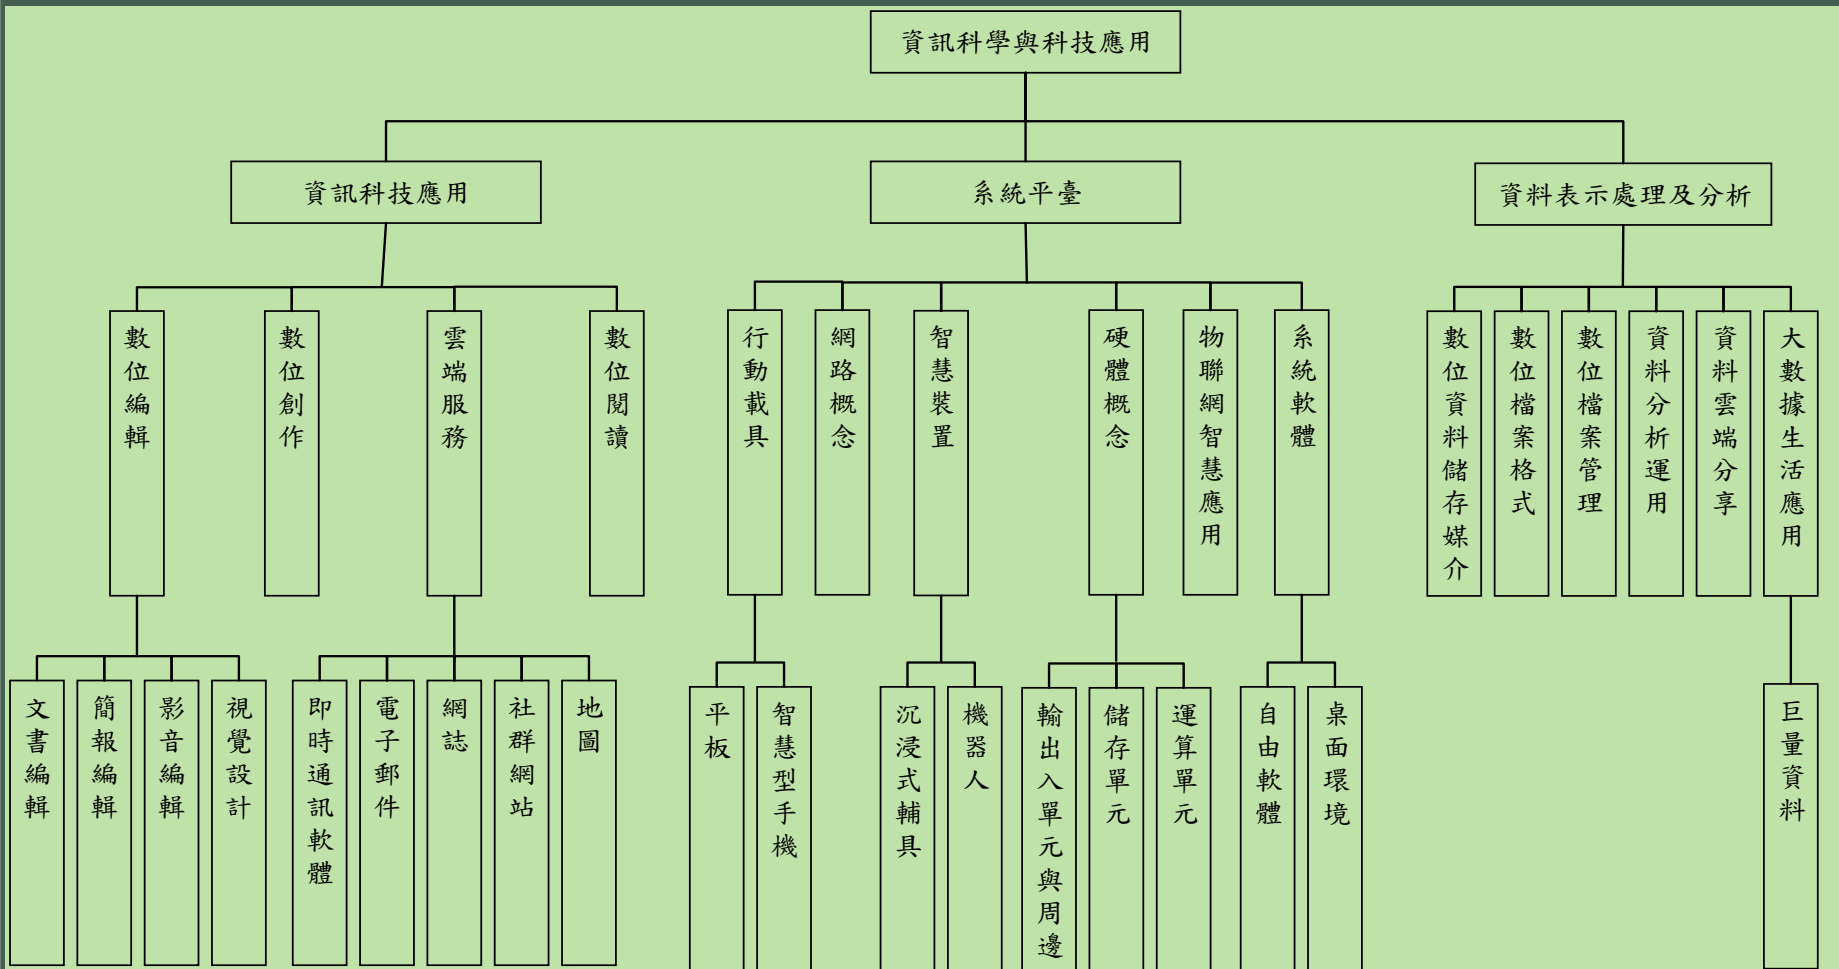 資訊科學與科技應用
資訊科技應用
系統平臺
資料表示處理及分析
數位編輯
數位創作
雲端服務
數位閱讀
行動載具
網路概念
智慧裝置
硬體概念
物聯網智慧應用
系統軟體
數位資料儲存媒介
數位檔案格式
數位檔案管理
資料分析運用
資料雲端分享
大數據生活應用
文書編輯
簡報編輯
影音編輯
視覺設計
即時通訊軟體
電子郵件
網誌
社群網站
地圖
平板
智慧型手機
沉浸式輔具
機器人
輸出入單元與周邊
儲存單元
運算單元
自由軟體
桌面環境
巨量資料